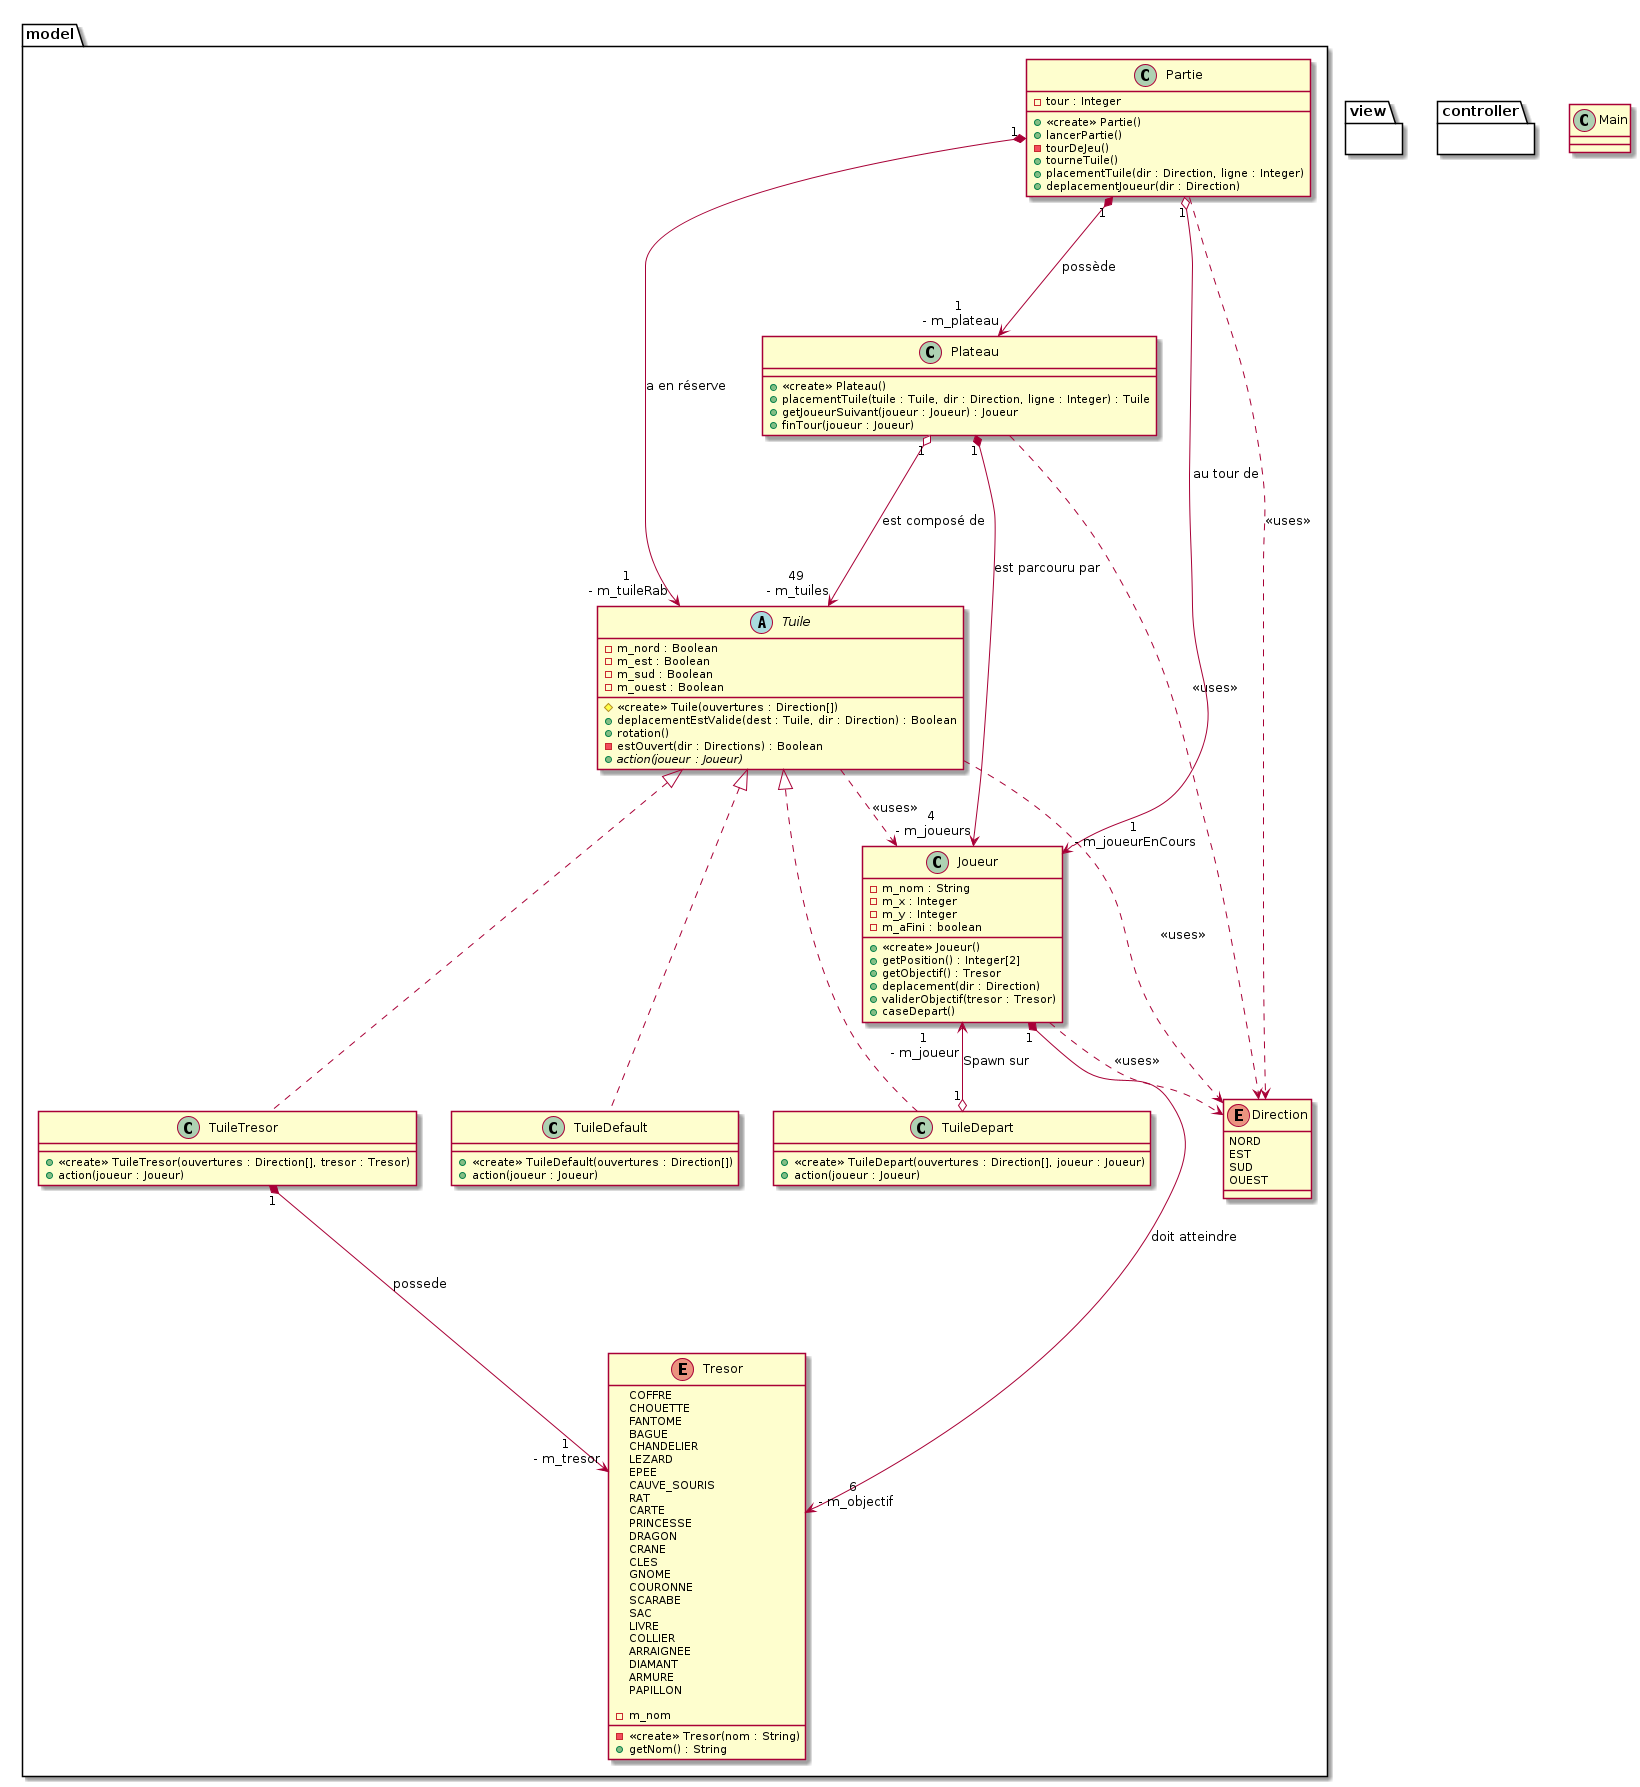 model
view
controller
C Main
C Partie
tour : Integer
«create» Partie()
lancerPartie()
tourDeJeu()
tourneTuile()
placementTuile(dir : Direction, ligne : Integer)
deplacementJoueur(dir : Direction)
1
1
1
possède
1
- m_plateau
C Plateau
«create» Plateau()
placementTuile(tuile : Tuile, dir : Direction, ligne : Integer) : Tuile
getJoueurSuivant(joueur : Joueur) : Joueur
finTour(joueur : Joueur)
a en réserve
1
1
au tour de
est composé de
«uses»
est parcouru par
1
- m_tuileRab
49
- m_tuiles
A Tuile
m_nord : Boolean
m_est : Boolean
m_sud : Boolean
m_ouest : Boolean
«create» Tuile(ouvertures : Direction[])
deplacementEstValide(dest : Tuile, dir : Direction) : Boolean
rotation()
estOuvert(dir : Directions) : Boolean
action(joueur : Joueur)
«uses»
«uses»
4
- m_joueurs
1
- m_joueurEnCours
C Joueur
m_nom : String
m_x : Integer
m_y : Integer
m_aFini : boolean
«create» Joueur()
getPosition() : Integer[2]
getObjectif() : Tresor
deplacement(dir : Direction)
validerObjectif(tresor : Tresor)
caseDepart()
«uses»
1
- m_joueur
1
Spawn sur
«uses»
1
C TuileTresor
«create» TuileTresor(ouvertures : Direction[], tresor : Tresor)
action(joueur : Joueur)
C TuileDefault
«create» TuileDefault(ouvertures : Direction[])
action(joueur : Joueur)
C TuileDepart
«create» TuileDepart(ouvertures : Direction[], joueur : Joueur)
action(joueur : Joueur)
E Direction
NORD
EST
SUD
OUEST
1
doit atteindre
possede
1
- m_tresor
6
- m_objectif
E Tresor
COFFRE
CHOUETTE
FANTOME
BAGUE
CHANDELIER
LEZARD
EPEE
CAUVE_SOURIS
RAT
CARTE
PRINCESSE
DRAGON
CRANE
CLES
GNOME
COURONNE
SCARABE
SAC
LIVRE
COLLIER
ARRAIGNEE
DIAMANT
ARMURE
PAPILLON
m_nom
«create» Tresor(nom : String)
getNom() : String